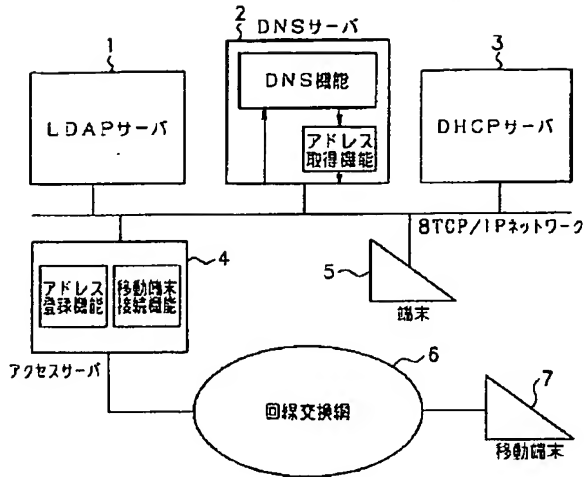 1
LDAPサーバ
2
DNSサーバ
DNS機能
アドレス
取得機能
3
DHCPサーバ
8TCP/IPネットワーク
4
アドレス
登録機能
移動端末
接続機能
アクセスサーバ
5
端末
6
回線交換網
7
移動端末